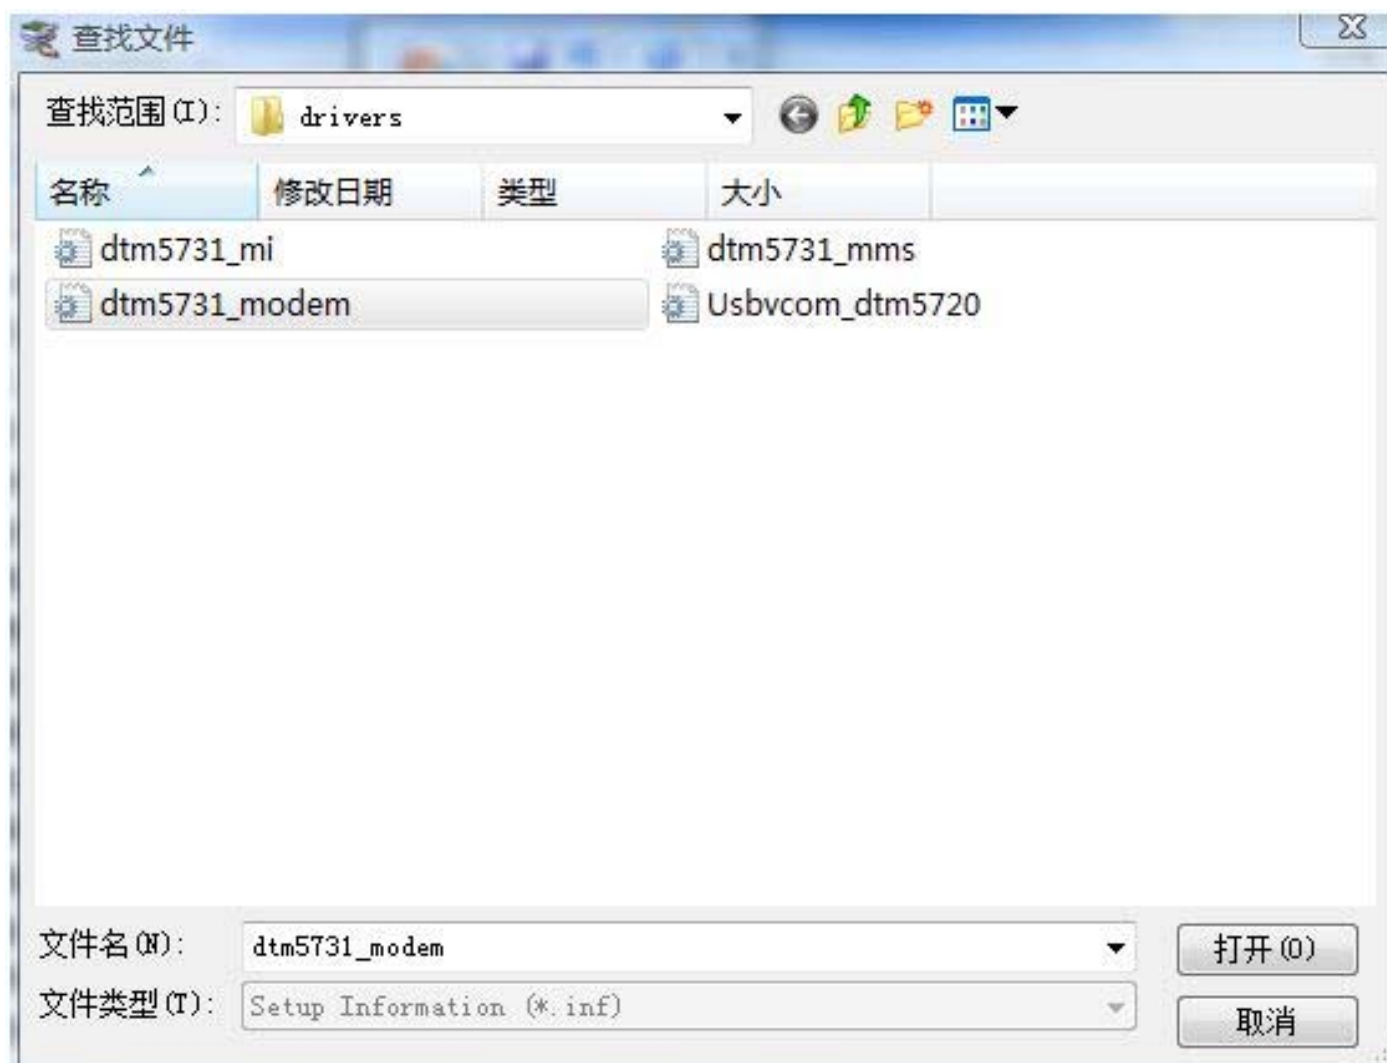 查找文件
查找范围(I): drivers
名称 修改日期 类型 大小
dtm5731_mi dtm5731_mms
dtm5731_modem Usbvcom_dtm5720
文件名(N): dtm5731_modem 打开(O)
文件类型(T): Setup Information (*.inf)
取消